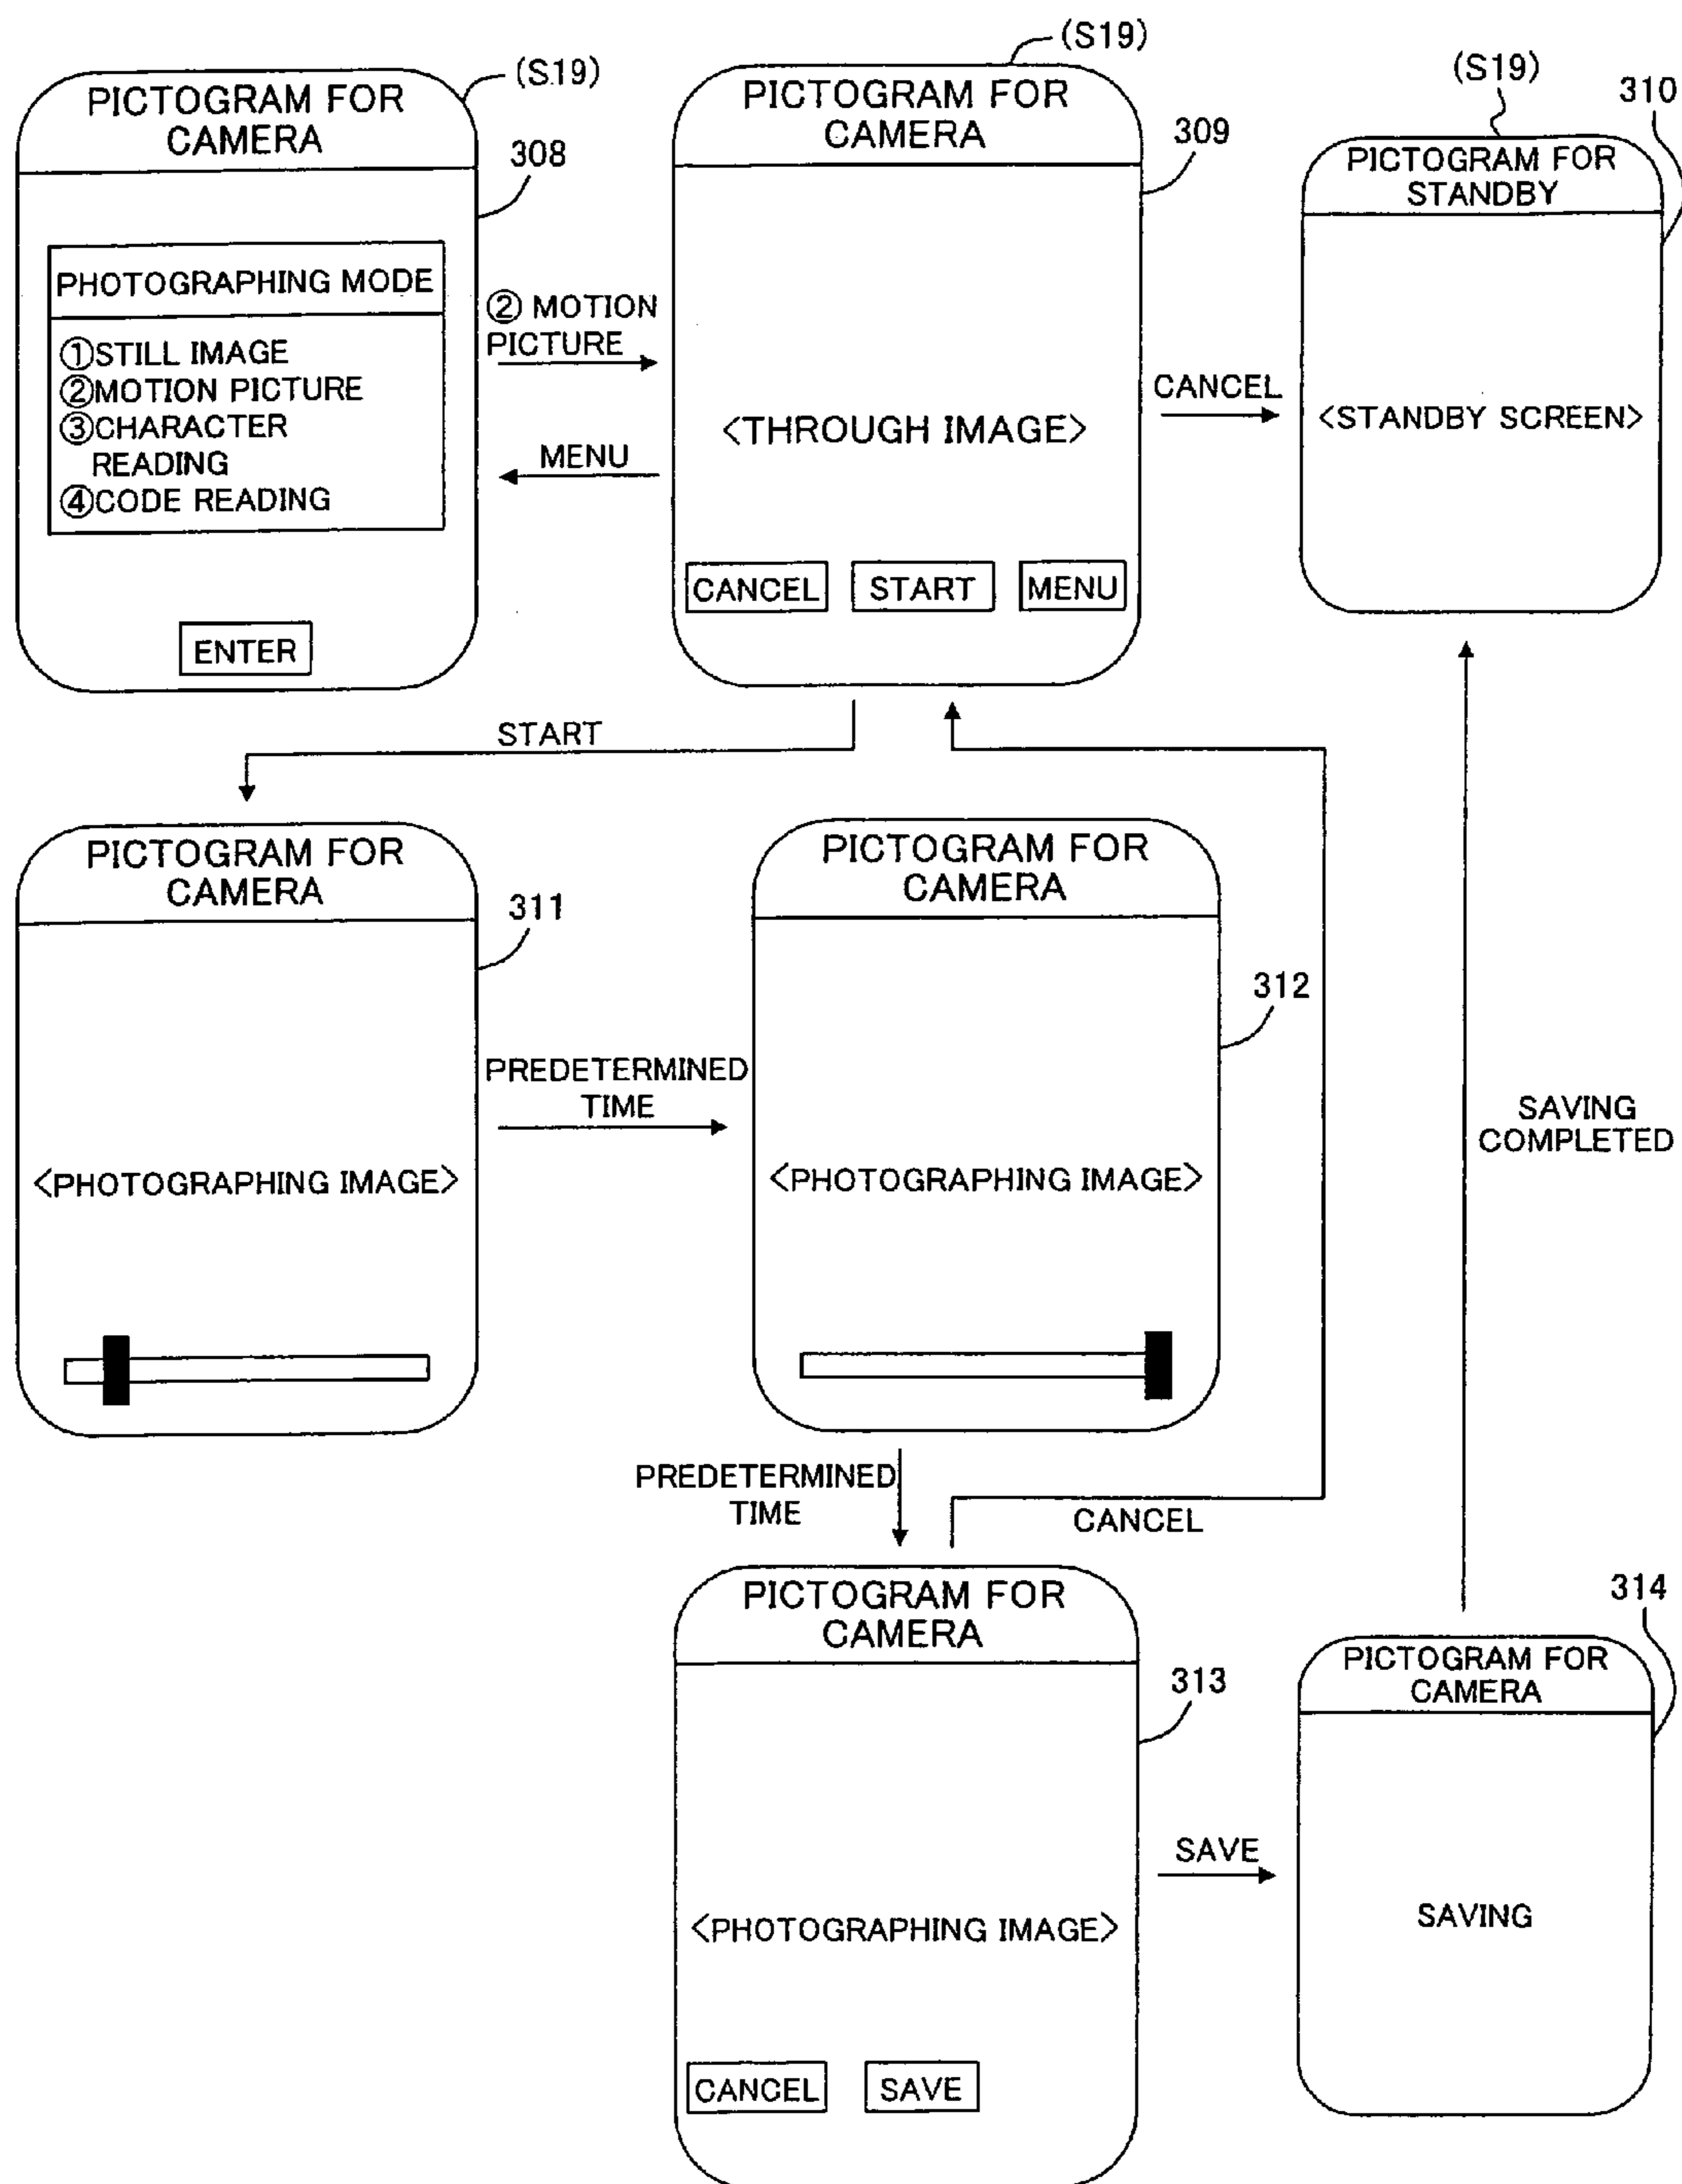 (S19)
PICTOGRAM FOR
CAMERA
308
PHOTOGRAPHING MODE
①STILL IMAGE
②MOTION PICTURE
③CHARACTER
READING
④CODE READING
ENTER
② MOTION
PICTURE
MENU
(S19)
PICTOGRAM FOR
CAMERA
309
<THROUGH IMAGE>
CANCEL START MENU
CANCEL
(S19)
310
PICTOGRAM FOR
STANDBY
<STANDBY SCREEN>
START
PICTOGRAM FOR
CAMERA
311
<PHOTOGRAPHING IMAGE>
PREDETERMINED
TIME
PICTOGRAM FOR
CAMERA
312
<PHOTOGRAPHING IMAGE>
SAVING
COMPLETED
PREDETERMINED
TIME
CANCEL
PICTOGRAM FOR
CAMERA
313
<PHOTOGRAPHING IMAGE>
CANCEL SAVE
SAVE
314
PICTOGRAM FOR
CAMERA
SAVING